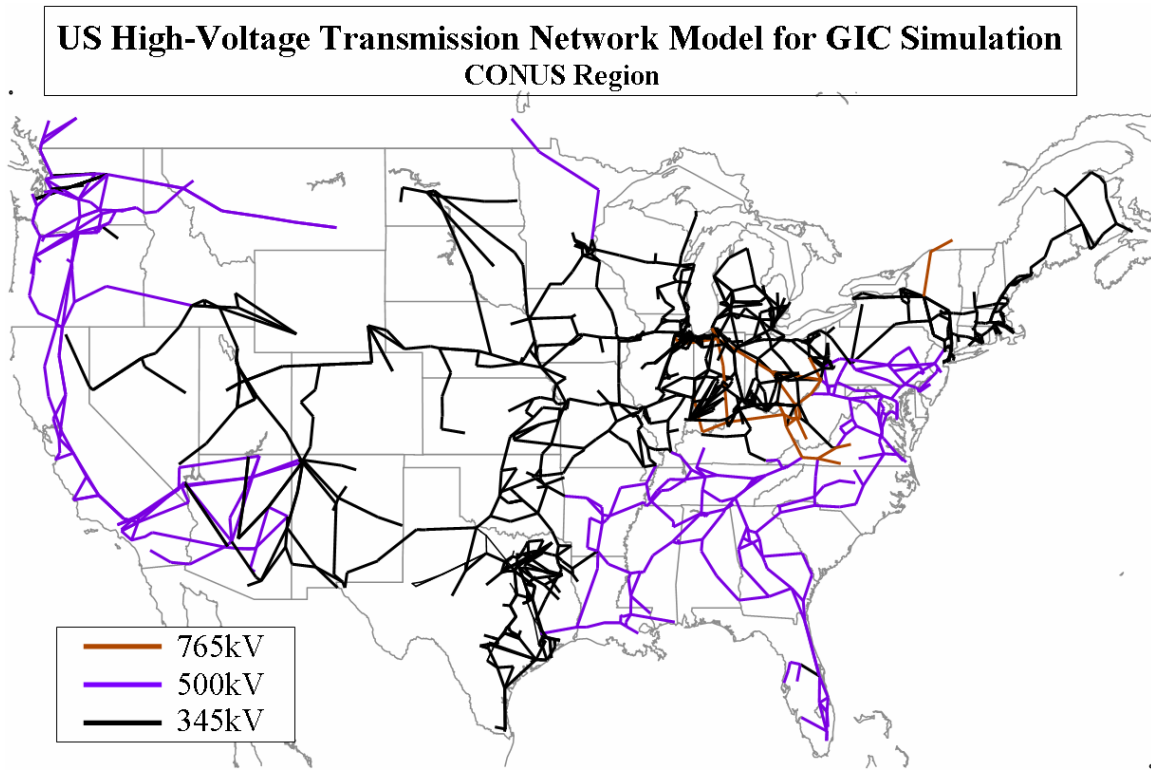 US High-Voltage Transmission Network Model for GIC Simulation
CONUS Region
765kV
500kV
345kV